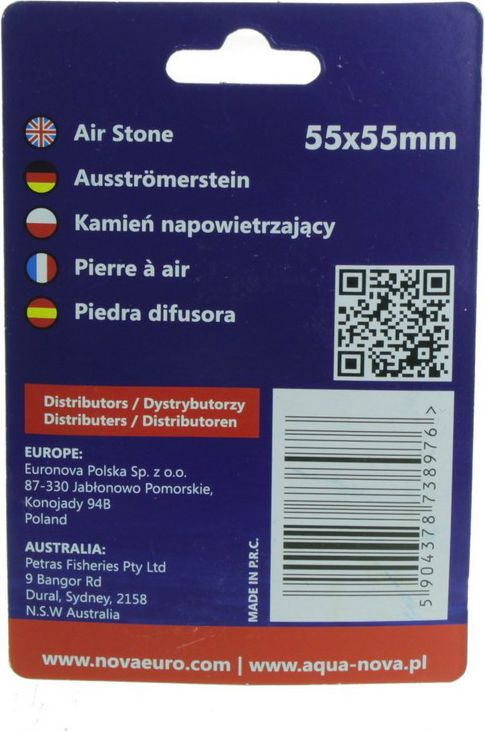 Air Stone
55x55mm
Ausströmerstein
Kamień napowietrzający
Pierre à air
Piedra difusora
Distributors / Dystrybutorzy
Distributers / Distributoren
EUROPE:
Euronova Polska Sp. z o.o.
87-330 Jabłonowo Pomorskie,
Konojady 94B
Poland
AUSTRALIA:
Petras Fisheries Pty Ltd
9 Bangor Rd
Dural, Sydney, 2158
N.S.W Australia
MADE IN P.R.C.
5 904378 738976 >
www.novaeuro.com | www.aqua-nova.pl